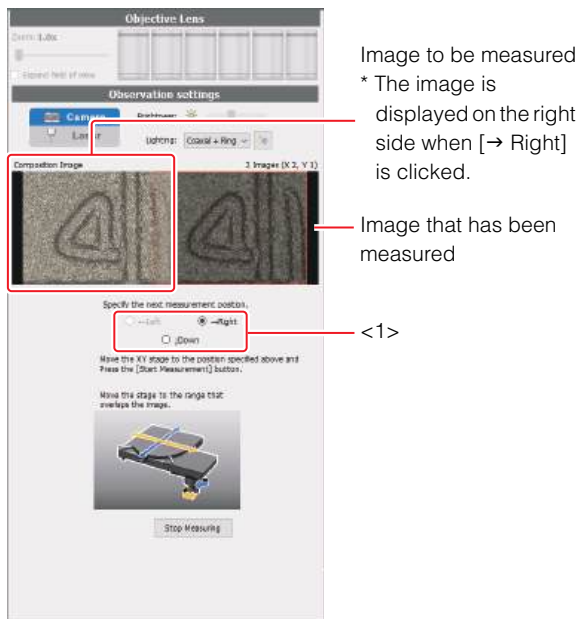 Objective Lens
Zoom: 1.0x
Expand field of view
Observation settings
Camera
Brightness:
Laser
Lighting: Coaxial + Ring
Composition Image
2 Images (X 2, Y 1)
Specify the next measurement position.
←Left
→Right
↓Down
Move the XY stage to the position specified above and
Press the [Start Measurement] button.
Move the stage to the range that
overlaps the image.
Stop Measuring
Image to be measured
* The image is
displayed on the right
side when [→ Right]
is clicked.
Image that has been
measured
<1>